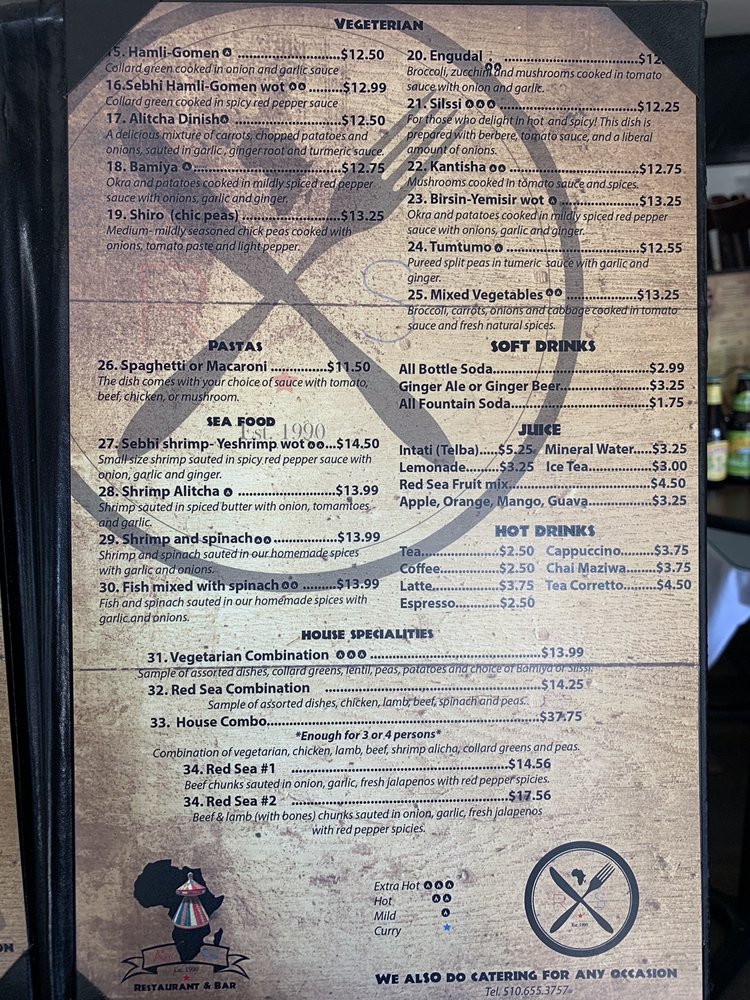 VEGETERIAN
15. Hamli-Gomen ..........................$12.50
Collard green cooked in onion and garlic sauce
16.Sebhi Hamli-Gomen wot ............$12.99
Collard green cooked in spicy red pepper sauce
17. Alitcha Dinish..........................$12.50
A delicious mixture of carrots, chopped patatoes and
onions, sauted in garlic, ginger root and turmeric sauce.
18. Bamiya ..................................$12.75
Okra and patatoes cooked in mildly spiced red pepper
sauce with onions, garlic and ginger.
19. Shiro (chic peas) .......................$13.25
Medium- mildly seasoned chick peas cooked with
onions, tomato paste and light pepper.
20. Engudal ..................................$12.
Broccoli, zucchini and mushrooms cooked in tomato
sauce with onion and garlic.
21. Silssi ..................................$12.25
For those who delight in hot and spicy! This dish is
prepared with berbere, tomato sauce, and a liberal
amount of onions.
22. Kantisha ................................$12.75
Mushrooms cooked in tomato sauce and spices.
23. Birsin-Yemisir wot ......................$13.25
Okra and patatoes cooked in mildly spiced red pepper
sauce with onions, garlic and ginger.
24. Tumtumo ................................$12.55
Pureed split peas in tumeric sauce with garlic and
ginger.
25. Mixed Vegetables .......................$13.25
Broccoli, carrots, onions and cabbage cooked in tomato
sauce and fresh natural spices.
PASTAS
26. Spaghetti or Macaroni ..............$11.50
The dish comes with your choice of sauce with tomato,
beef, chicken, or mushroom.
SEA FOOD
Est. 1990
27. Sebhi shrimp- Yeshrimp wot ...$14.50
Small size shrimp sauted in spicy red pepper sauce with
onion, garlic and ginger.
28. Shrimp Alitcha .......................$13.99
Shrimp sauted in spiced butter with onion, tomamtoes
and garlic.
29. Shrimp and spinach..................$13.99
Shrimp and spinach sauted in our homemade spices
with garlic and onions.
30. Fish mixed with spinach ..........$13.99
Fish and spinach sauted in our homemade spices with
garlic and onions.
SOFT DRINKS
All Bottle Soda.................................$2.99
Ginger Ale or Ginger Beer....................$3.25
All Fountain Soda..............................$1.75
JUICE
Intati (Telba).....$5.25 Mineral Water.....$3.25
Lemonade........$3.25 Ice Tea...............$3.00
Red Sea Fruit mix..............................$4.50
Apple, Orange, Mango, Guava................$3.25
HOT DRINKS
Tea...............$2.50 Cappuccino.......$3.75
Coffee...........$2.50 Chai Maziwa......$3.75
Latte.............$3.75 Tea Corretto......$4.50
Espresso.........$2.50
HOUSE SPECIALITIES
31. Vegetarian Combination ..............................$13.99
Sample of assorted dishes, collard greens, lentil, peas, patatoes and choice of Bamiya or Silssi.
32. Red Sea Combination ..............................$14.25
Sample of assorted dishes, chicken, lamb, beef, spinach and peas.
33. House Combo..............................$37.75
*Enough for 3 or 4 persons*
Combination of vegetarian, chicken, lamb, beef, shrimp alicha, collard greens and peas.
34. Red Sea #1 ..............................$14.56
Beef chunks sauted in onion, garlic, fresh jalapenos with red pepper spicies.
34. Red Sea #2 ..............................$17.56
Beef & lamb (with bones) chunks sauted in onion, garlic, fresh jalapenos
with red pepper spicies.
Extra Hot
Hot
Mild
Curry
Est. 1990
RESTAURANT & BAR
Est. 1990
WE ALSO DO CATERING FOR ANY OCCASION
Tel. 510.655.3757